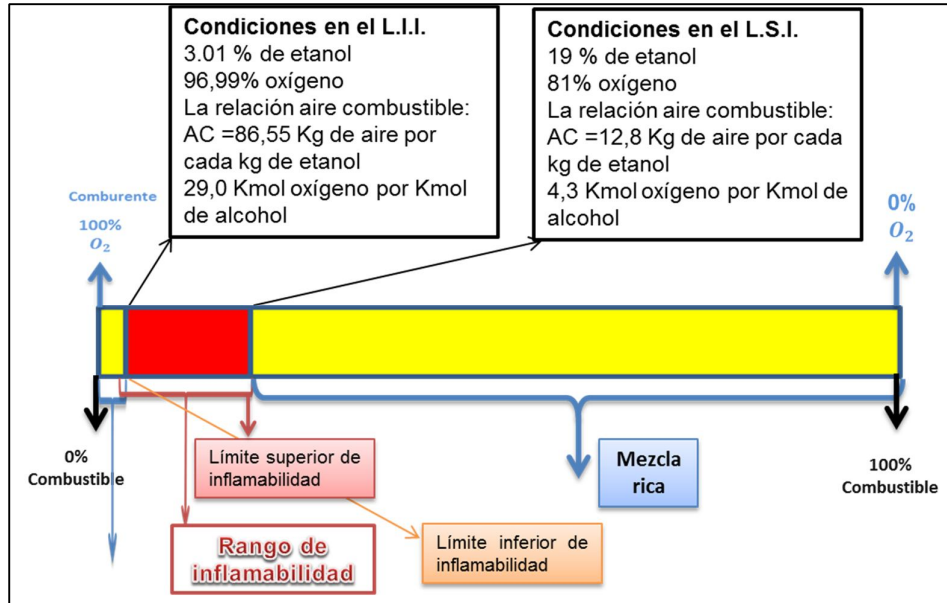 Condiciones en el L.I.I.
3.01 % de etanol
96,99% oxígeno
La relación aire combustible:
AC =86,55 Kg de aire por
cada kg de etanol
29,0 Kmol oxígeno por Kmol
de alcohol
Condiciones en el L.S.I.
19 % de etanol
81% oxígeno
La relación aire combustible:
AC =12,8 Kg de aire por cada
kg de etanol
4,3 Kmol oxígeno por Kmol de
alcohol
Comburente
100%
O₂
0%
O₂
0%
Combustible
Límite superior de
inflamabilidad
Mezcla
rica
100%
Combustible
Rango de
inflamabilidad
Límite inferior de
inflamabilidad